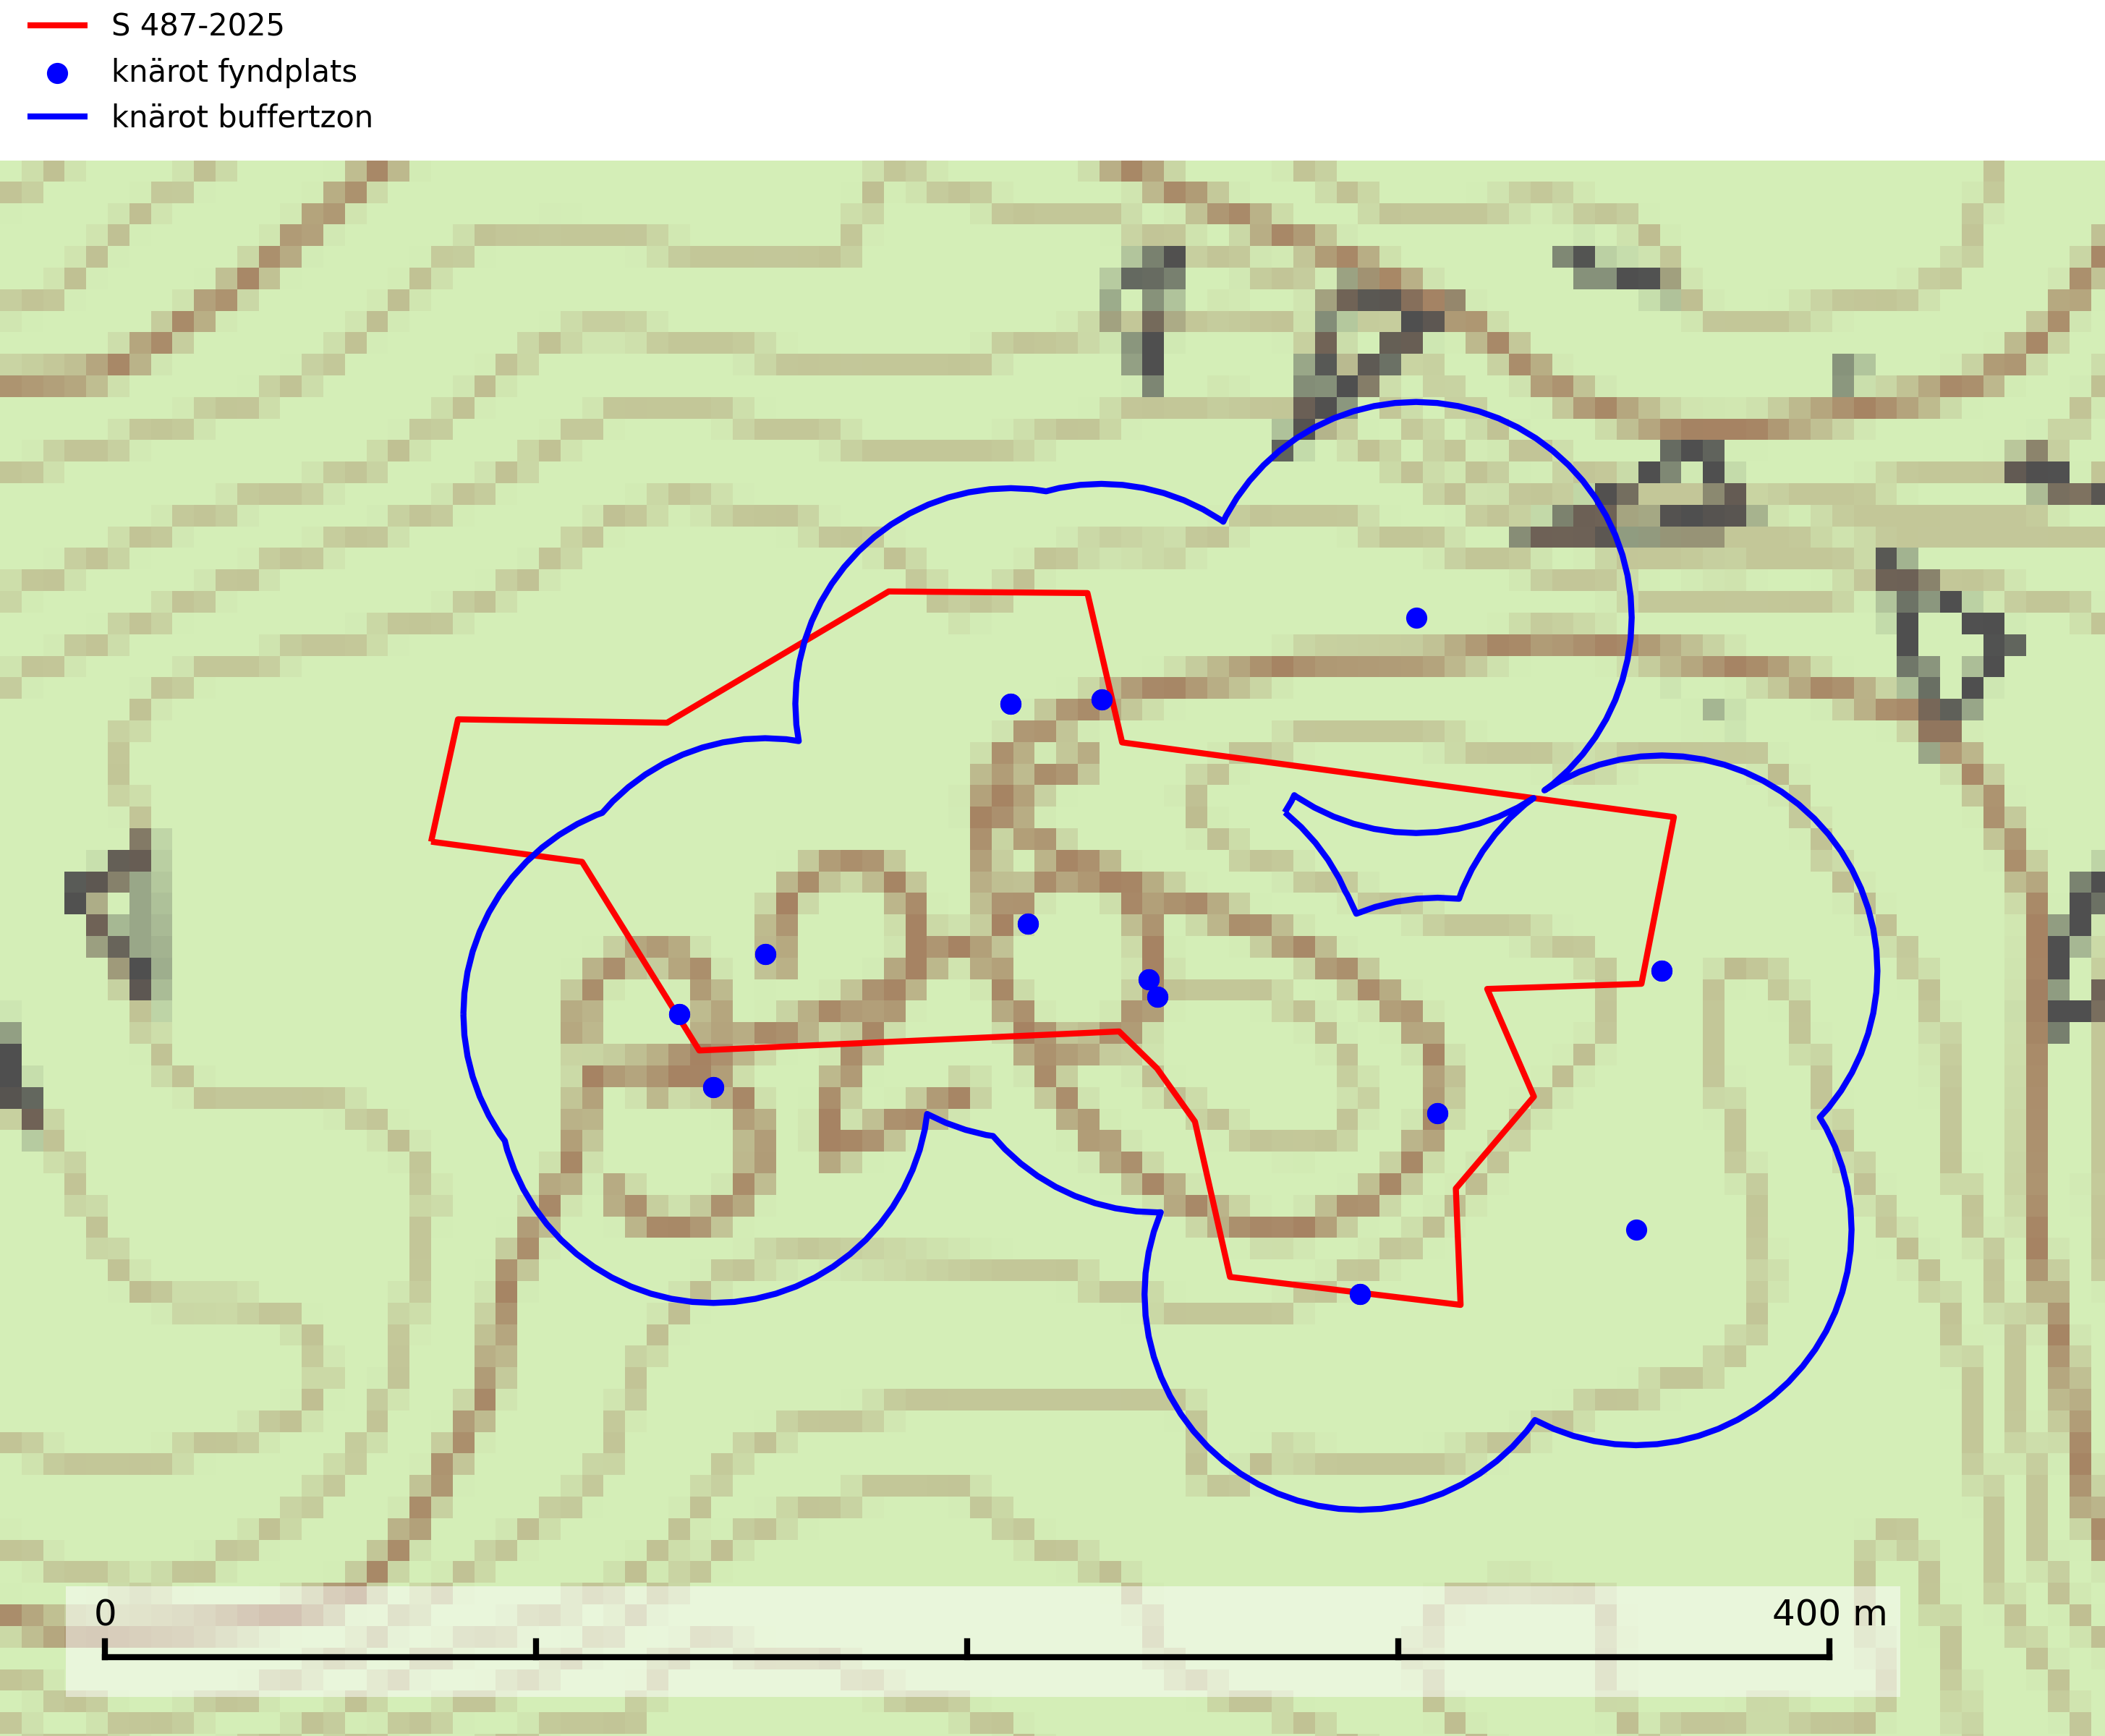 S 487-2025
knärot fyndplats
knärot buffertzon
0 400 m